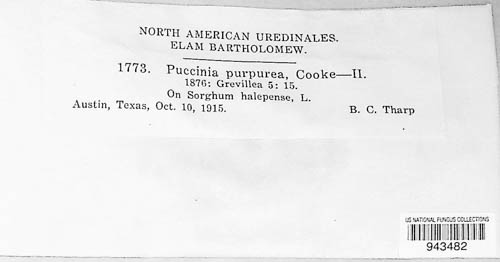 NORTH AMERICAN UREDINALES.
ELAM BARTHOLOMEW.
1773. Puccinia purpurea, Cooke—II.
1876: Grevillea 5: 15.
On Sorghum halepense, L.
Austin, Texas, Oct. 10, 1915. B. C. Tharp
US NATIONAL FUNGUS COLLECTIONS
943482